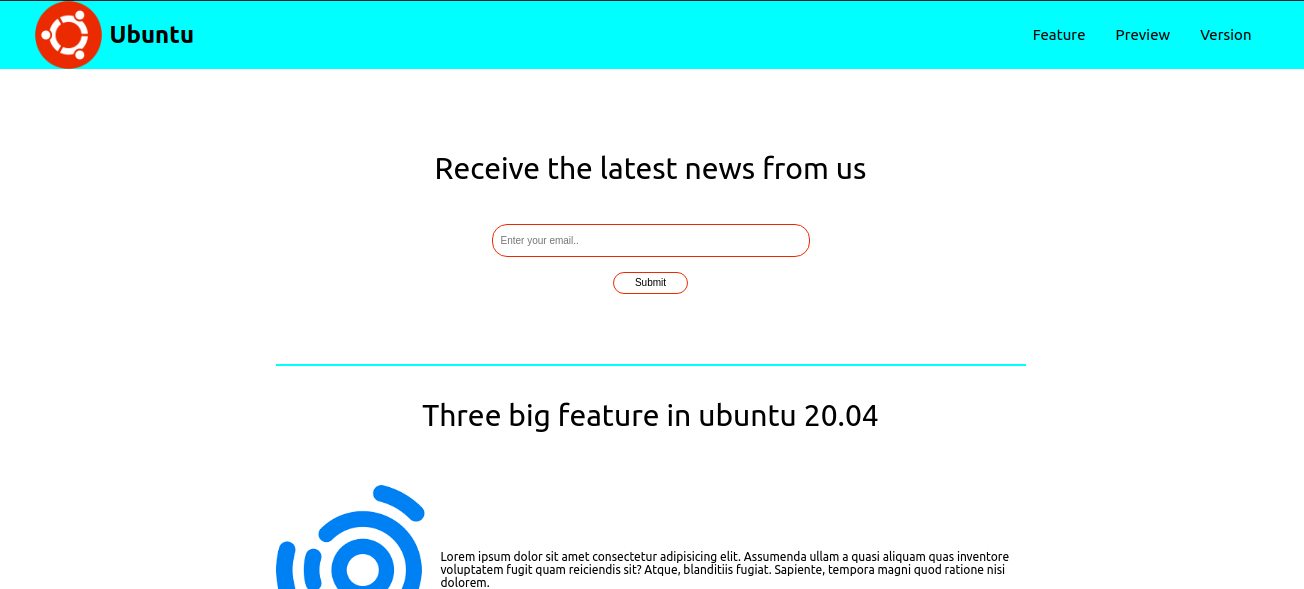 Ubuntu
Feature Preview Version
Receive the latest news from us
Enter your email..
Submit
Three big feature in ubuntu 20.04
Lorem ipsum dolor sit amet consectetur adipisicing elit. Assumenda ullam a quasi aliquam quas inventore
voluptatem fugit quam reiciendis sit? Atque, blanditiis fugiat. Sapiente, tempora magni quod ratione nisi
dolorem.